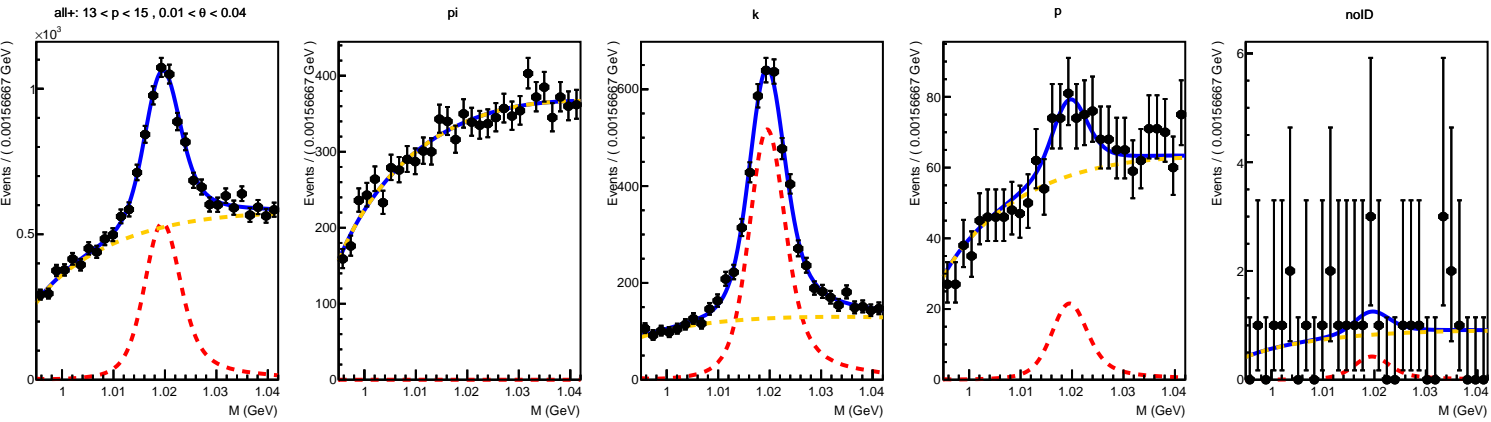 all+: 13 < p < 15 , 0.01 < θ < 0.04
×10³
Events / ( 0.00156667 GeV )
1
0.5
0
1 1.01 1.02 1.03 1.04
M (GeV)
pi
Events / ( 0.00156667 GeV )
400
300
200
100
0
1 1.01 1.02 1.03 1.04
M (GeV)
k
Events / ( 0.00156667 GeV )
600
400
200
0
1 1.01 1.02 1.03 1.04
M (GeV)
p
Events / ( 0.00156667 GeV )
80
60
40
20
0
1 1.01 1.02 1.03 1.04
M (GeV)
noID
Events / ( 0.00156667 GeV )
6
4
2
0
1 1.01 1.02 1.03 1.04
M (GeV)